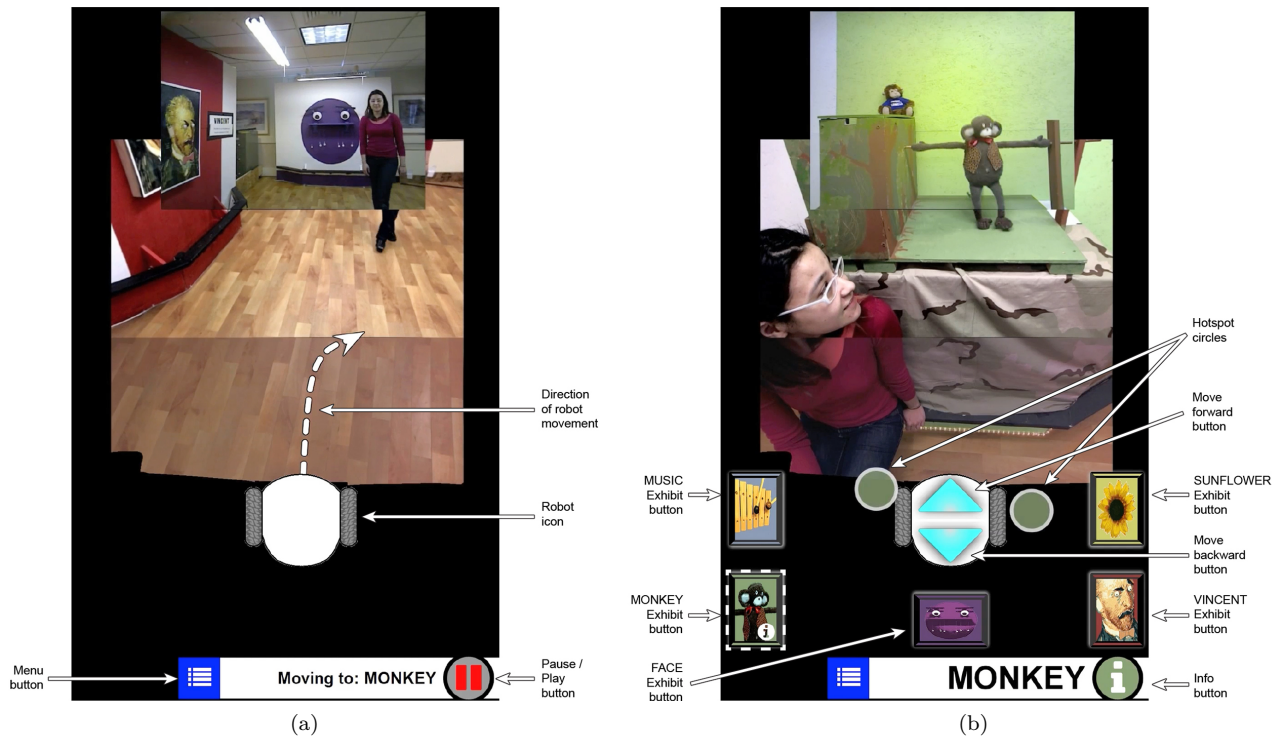 VINCENT
Direction
of robot
movement
Robot
icon
Menu
button
Moving to: MONKEY
Pause /
Play
button
(a)
Hotspot
circles
Move
forward
button
MUSIC
Exhibit
button
SUNFLOWER
Exhibit
button
Move
backward
button
MONKEY
Exhibit
button
i
VINCENT
Exhibit
button
FACE
Exhibit
button
MONKEY
i
Info
button
(b)